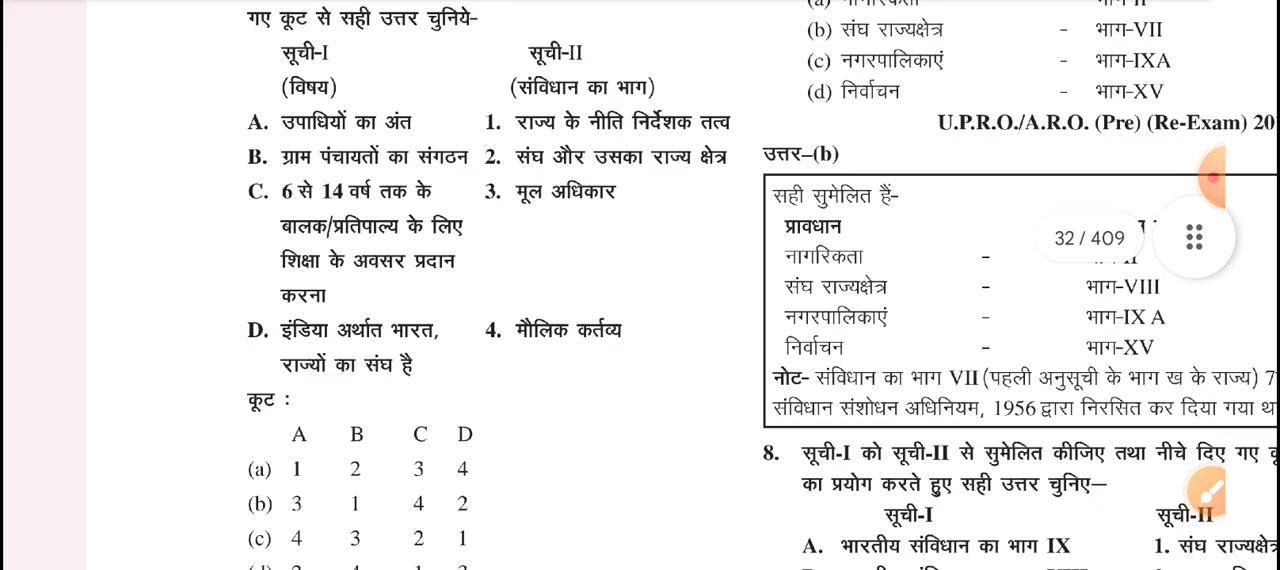 गए कूट से सही उत्तर चुनिये-
सूची-I सूची-II
(विषय) (संविधान का भाग)
A. उपाधियों का अंत 1. राज्य के नीति निर्देशक तत्व
B. ग्राम पंचायतों का संगठन 2. संघ और उसका राज्य क्षेत्र
C. 6 से 14 वर्ष तक के 3. मूल अधिकार
बालक/प्रतिपाल्य के लिए
शिक्षा के अवसर प्रदान
करना
D. इंडिया अर्थात भारत, 4. मौलिक कर्तव्य
राज्यों का संघ है
कूट :
A B C D
(a) 1 2 3 4
(b) 3 1 4 2
(c) 4 3 2 1
(b) संघ राज्यक्षेत्र - भाग-VII
(c) नगरपालिकाएं - भाग-IXA
(d) निर्वाचन - भाग-XV
U.P.R.O./A.R.O. (Pre) (Re-Exam) 20
उत्तर–(b)
सही सुमेलित हैं-
प्रावधान
नागरिकता -
संघ राज्यक्षेत्र - भाग-VIII
नगरपालिकाएं - भाग-IX A
निर्वाचन - भाग-XV
नोट- संविधान का भाग VII (पहली अनुसूची के भाग ख के राज्य) 7
संविधान संशोधन अधिनियम, 1956 द्वारा निरसित कर दिया गया
8. सूची-I को सूची-II से सुमेलित कीजिए तथा नीचे दिए गए
का प्रयोग करते हुए सही उत्तर चुनिए–
सूची-I सूची-II
A. भारतीय संविधान का भाग IX 1. संघ राज्यक्षेत्र
32 / 409